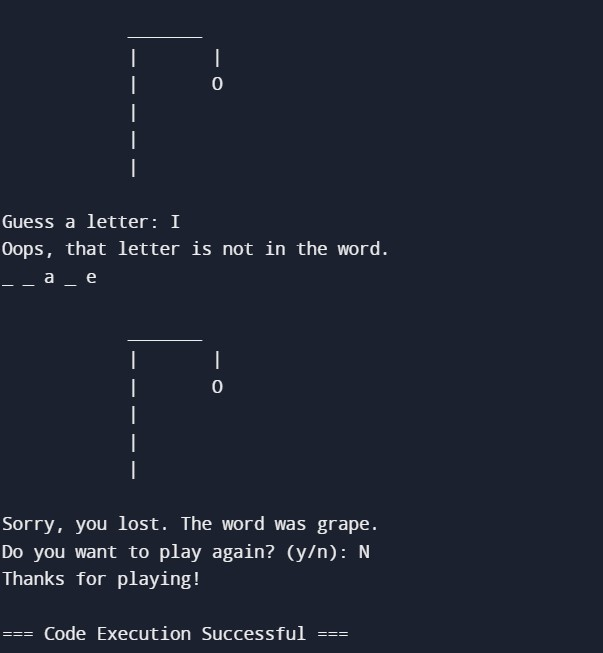 _______
            |       |
            |       O
            |
            |
            |
Guess a letter: I
Oops, that letter is not in the word.
_ _ a _ e
            _______
            |       |
            |       O
            |
            |
            |
Sorry, you lost. The word was grape.
Do you want to play again? (y/n): N
Thanks for playing!
=== Code Execution Successful ===